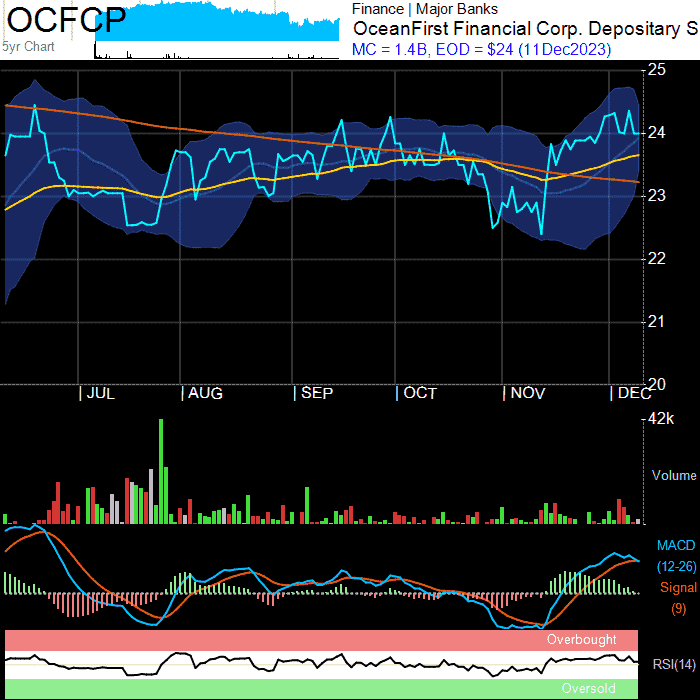 OCFCP
5yr Chart
Finance | Major Banks
OceanFirst Financial Corp. Depositary S
MC = 1.4B, EOD = $24 (11Dec2023)
25
24
23
22
21
20
| JUL | AUG | SEP | OCT | NOV | DEC
42k
Volume
MACD
(12-26)
Signal
(9)
Overbought
RSI(14)
Oversold